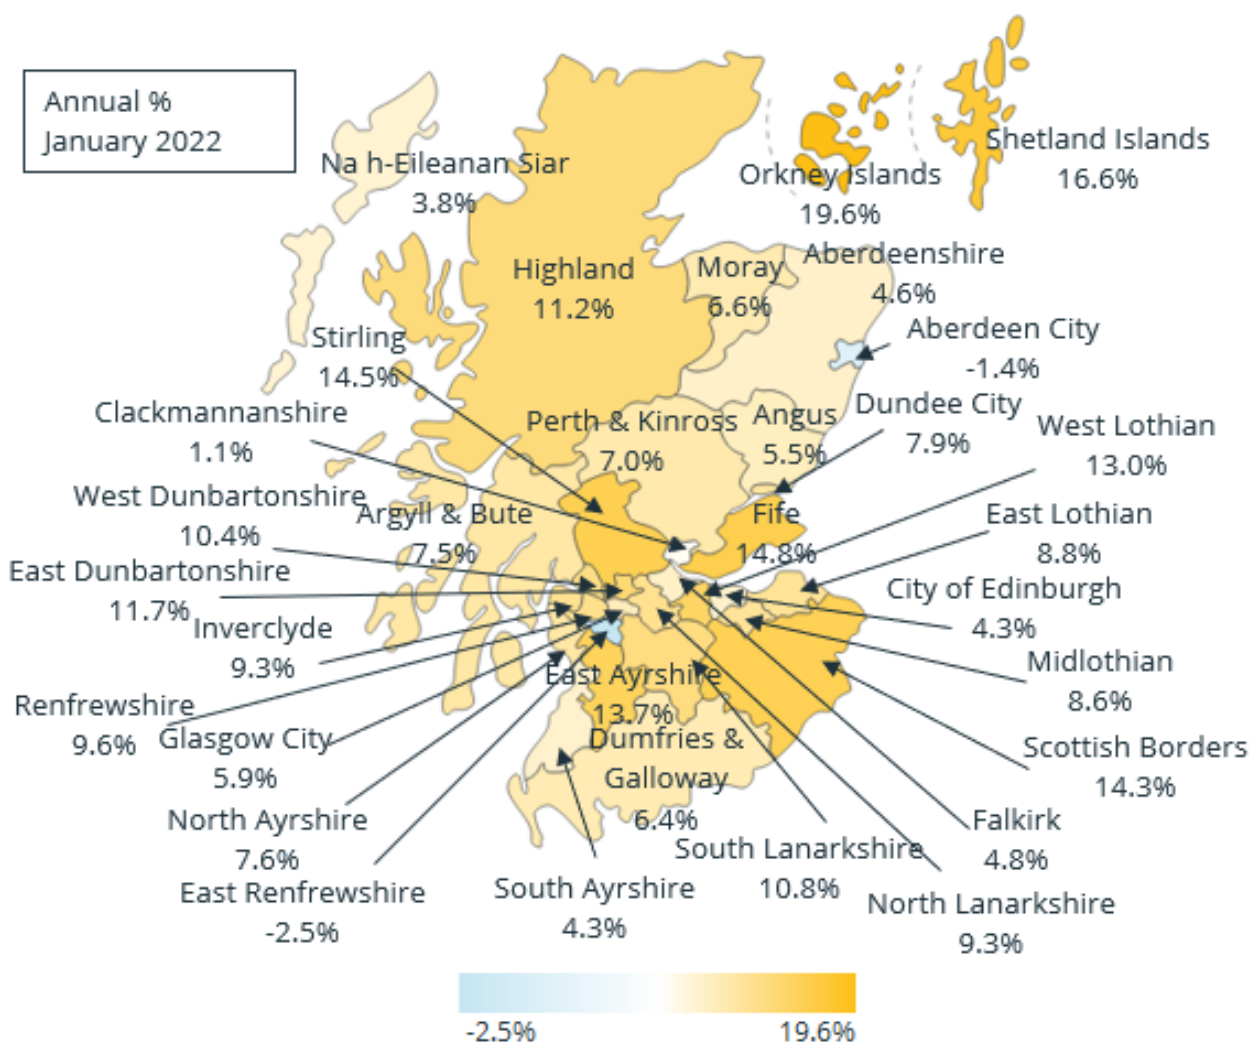 Annual %
January 2022
Na h-Eileanan Siar
3.8%
Shetland Islands
16.6%
Orkney Islands
19.6%
Highland
11.2%
Moray
6.6%
Aberdeenshire
4.6%
Aberdeen City
-1.4%
Stirling
14.5%
Clackmannanshire
1.1%
Perth & Kinross
7.0%
Angus
5.5%
Dundee City
7.9%
West Lothian
13.0%
West Dunbartonshire
10.4%
Argyll & Bute
7.5%
Fife
14.8%
East Lothian
8.8%
East Dunbartonshire
11.7%
City of Edinburgh
4.3%
Inverclyde
9.3%
Midlothian
8.6%
East Ayrshire
13.7%
Renfrewshire
9.6%
Glasgow City
5.9%
Dumfries &
Galloway
6.4%
Scottish Borders
14.3%
North Ayrshire
7.6%
Falkirk
4.8%
South Lanarkshire
10.8%
East Renfrewshire
-2.5%
South Ayrshire
4.3%
North Lanarkshire
9.3%
-2.5%
19.6%